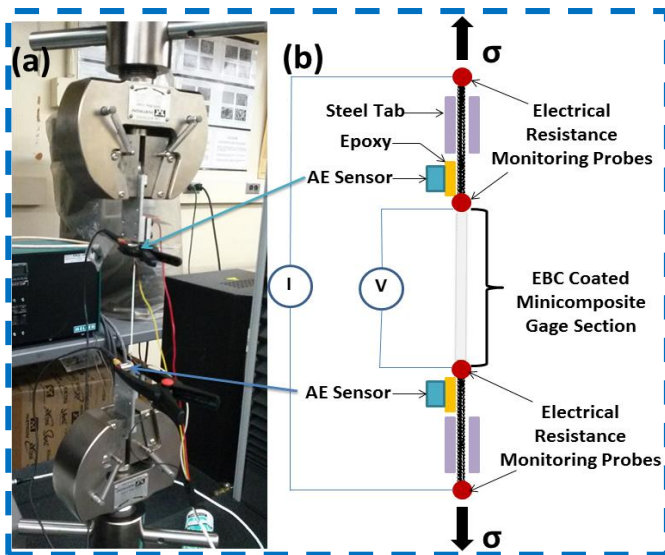 (a)
(b)
σ
Steel Tab
Epoxy
AE Sensor
Electrical
Resistance
Monitoring Probes
I
V
EBC Coated
Minicomposite
Gage Section
AE Sensor
Electrical
Resistance
Monitoring Probes
σ